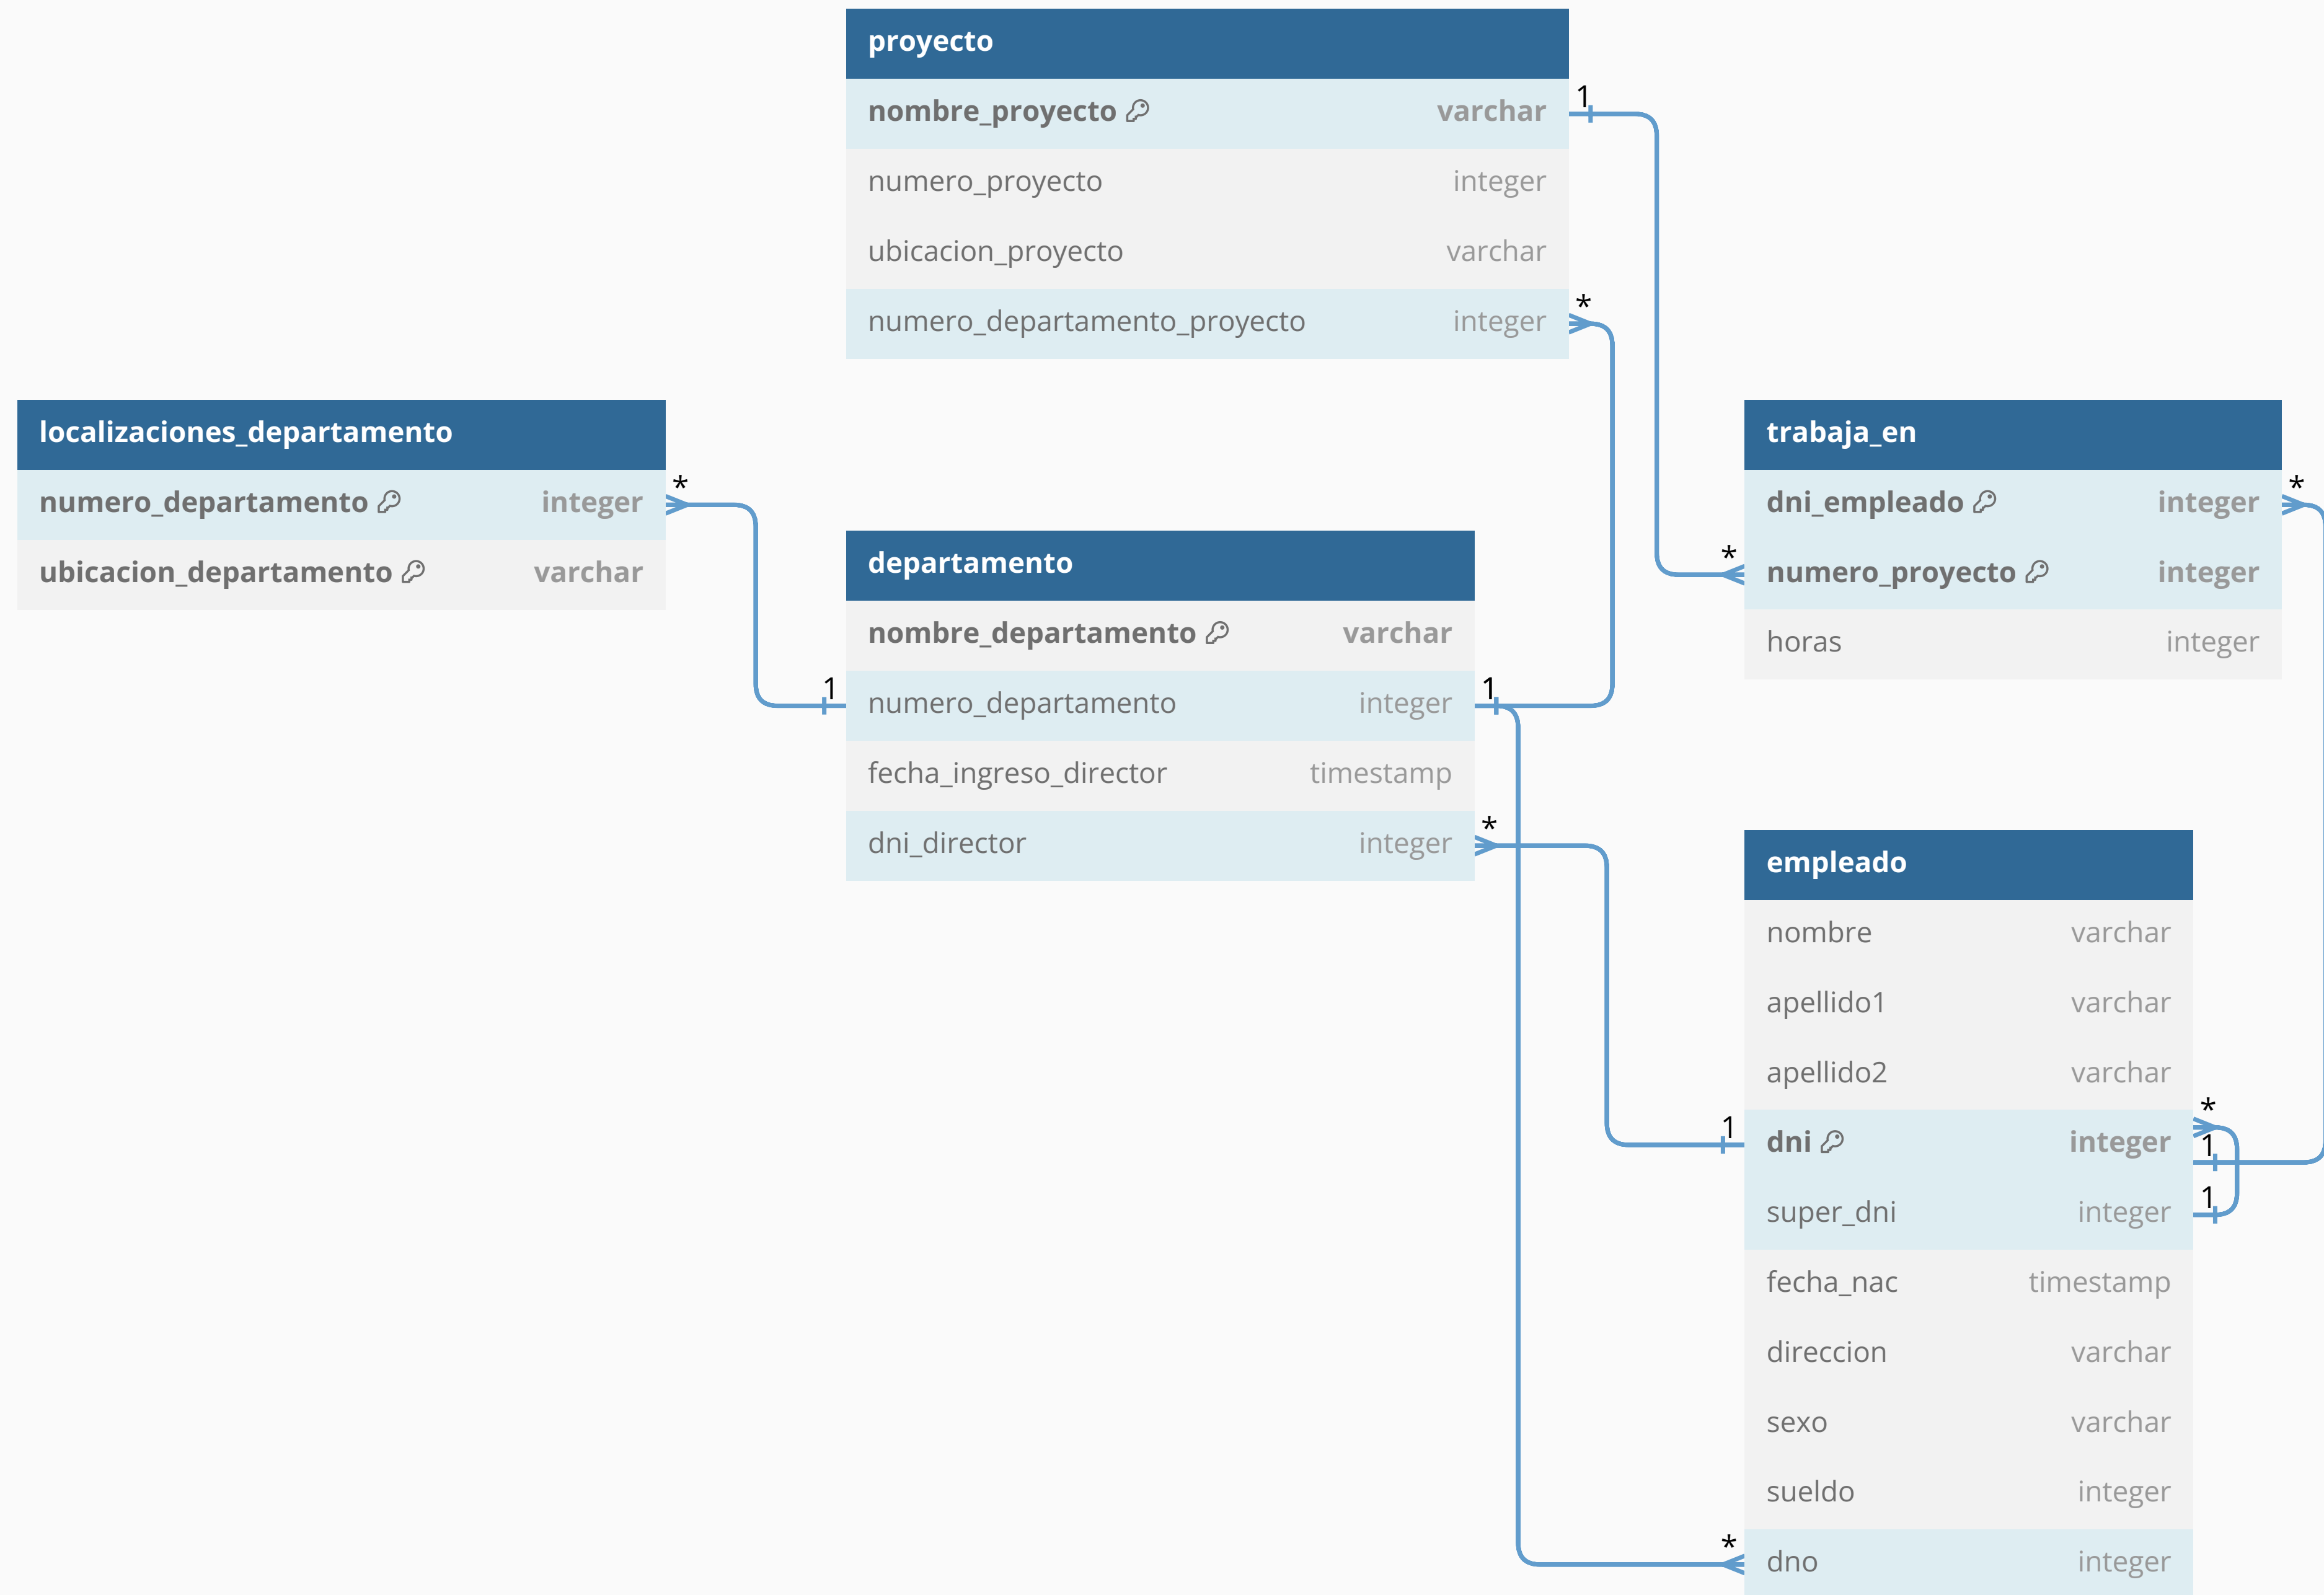 proyecto
nombre_proyecto varchar
numero_proyecto integer
ubicacion_proyecto varchar
numero_departamento_proyecto integer
1
*
localizaciones_departamento
numero_departamento integer
ubicacion_departamento varchar
*
1
departamento
nombre_departamento varchar
numero_departamento integer
fecha_ingreso_director timestamp
dni_director integer
1
*
trabaja_en
dni_empleado integer
numero_proyecto integer
horas integer
*
*
empleado
nombre varchar
apellido1 varchar
apellido2 varchar
dni integer
super_dni integer
fecha_nac timestamp
direccion varchar
sexo varchar
sueldo integer
dno integer
1
*
1
1
*